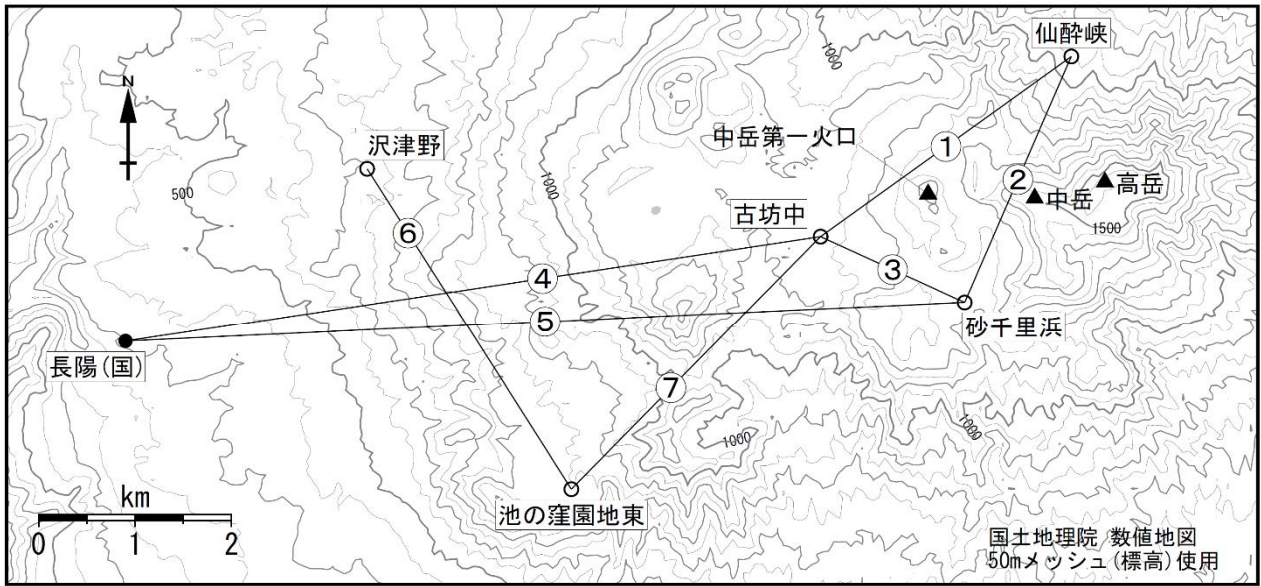 仙酔峡
1000
N
沢津野
中岳第一火口
①
500
1000
②
中岳
高岳
古坊中
1500
⑥
③
④
⑤
砂千里浜
長陽(国)
⑦
1000
1000
池の窪園地東
km
0 1 2
国土地理院 数値地図
50mメッシュ(標高)使用